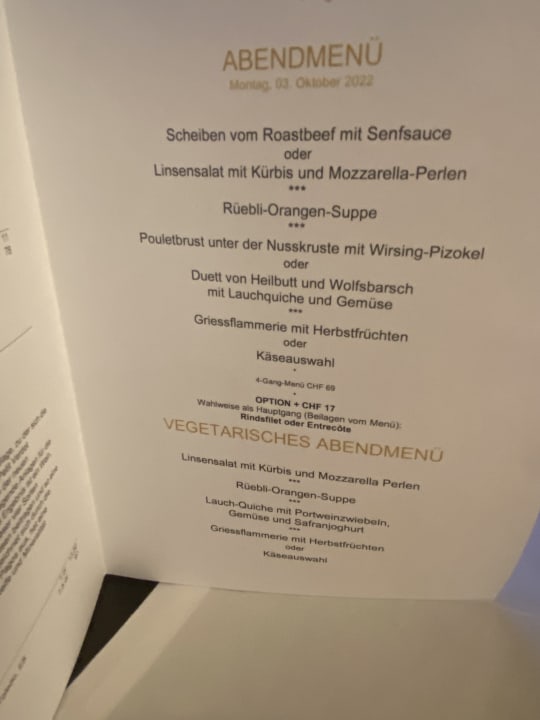 ABENDMENÜ
Montag, 03. Oktober 2022
Scheiben vom Roastbeef mit Senfsauce
oder
Linsensalat mit Kürbis und Mozzarella-Perlen
***
Rüebli-Orangen-Suppe
***
Pouletbrust unter der Nusskruste mit Wirsing-Pizokel
oder
Duett von Heilbutt und Wolfsbarsch
mit Lauchquiche und Gemüse
***
Griessflammerie mit Herbstfrüchten
oder
Käseauswahl
*
4-Gang-Menü CHF 69
*
OPTION + CHF 17
Wahlweise als Hauptgang (Beilagen vom Menü):
Rindsfilet oder Entrecôte
VEGETARISCHES ABENDMENÜ
Linsensalat mit Kürbis und Mozzarella Perlen
***
Rüebli-Orangen-Suppe
***
Lauch-Quiche mit Portweinzwiebeln,
Gemüse und Safranjoghurt
***
Griessflammerie mit Herbstfrüchten
oder
Käseauswahl